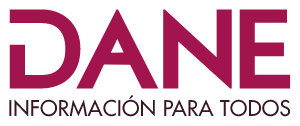 DANE
INFORMACIÓN PARA TODOS